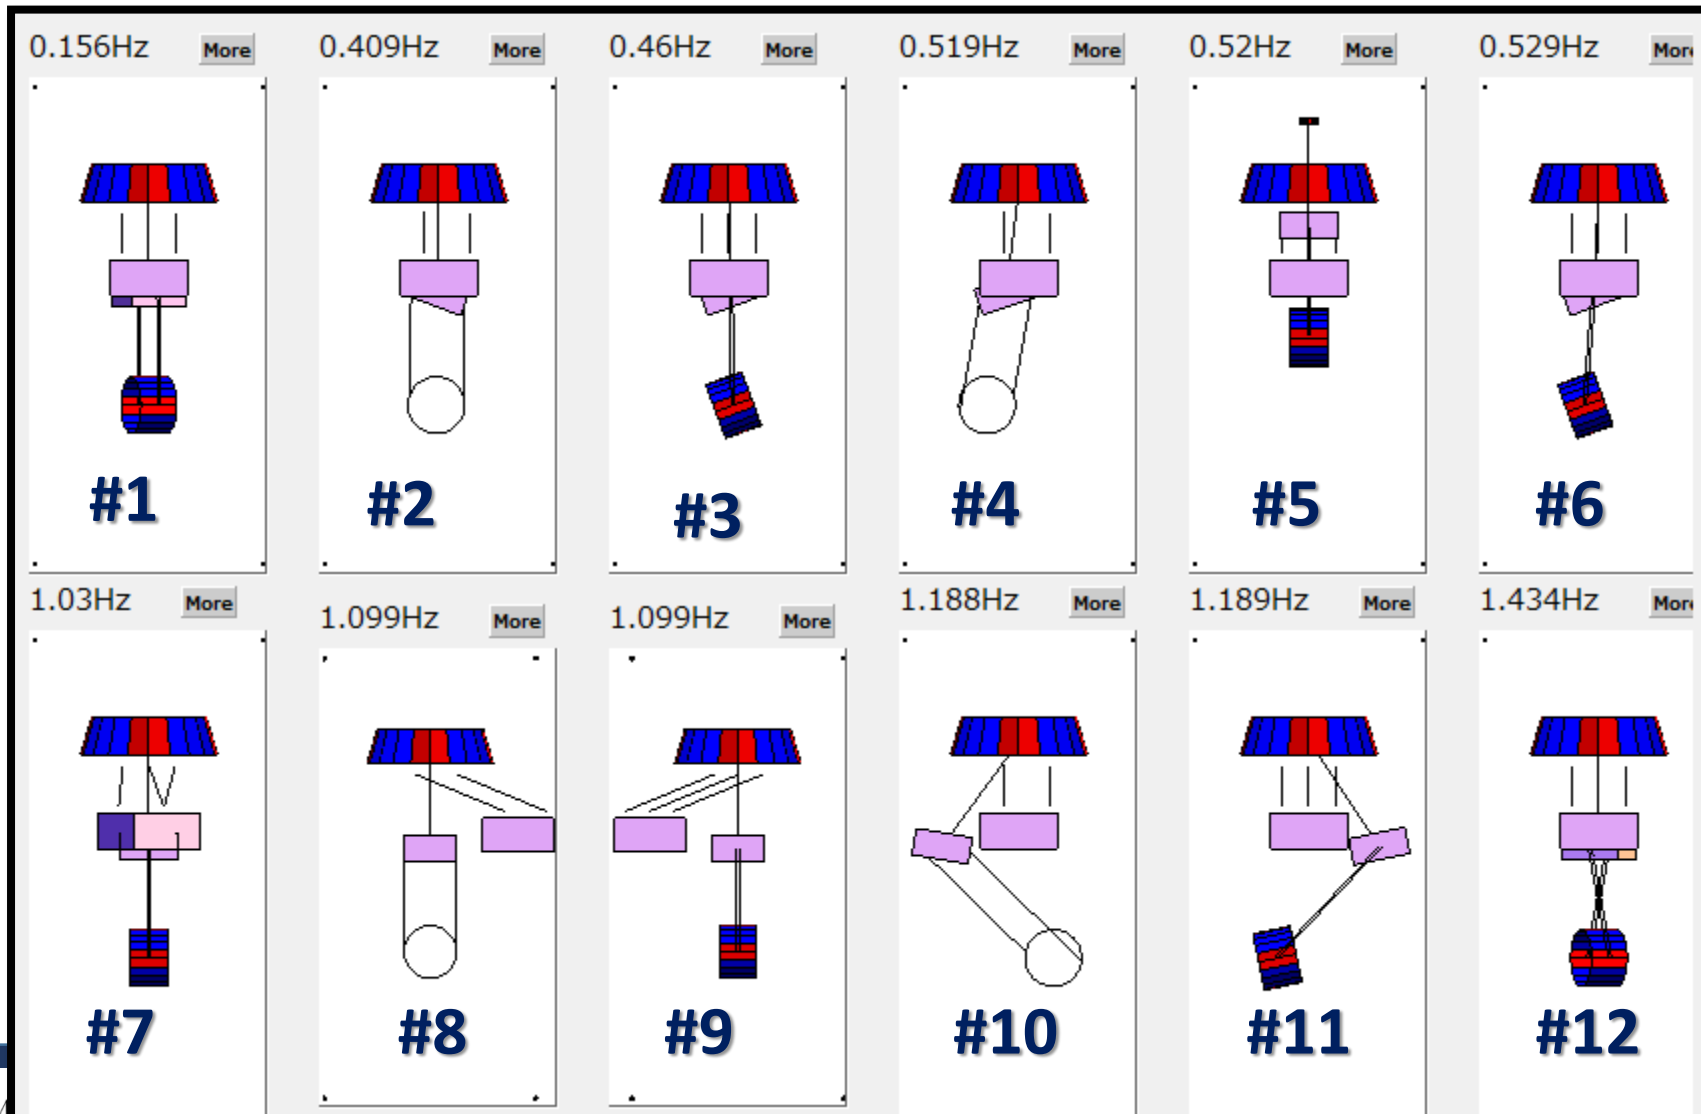 0.156Hz More 0.409Hz More 0.46Hz More 0.519Hz More 0.52Hz More 0.529Hz
#1 #2 #3 #4 #5 #6
1.03Hz More 1.099Hz More 1.099Hz More 1.188Hz More 1.189Hz More 1.434Hz
#7 #8 #9 #10 #11 #12